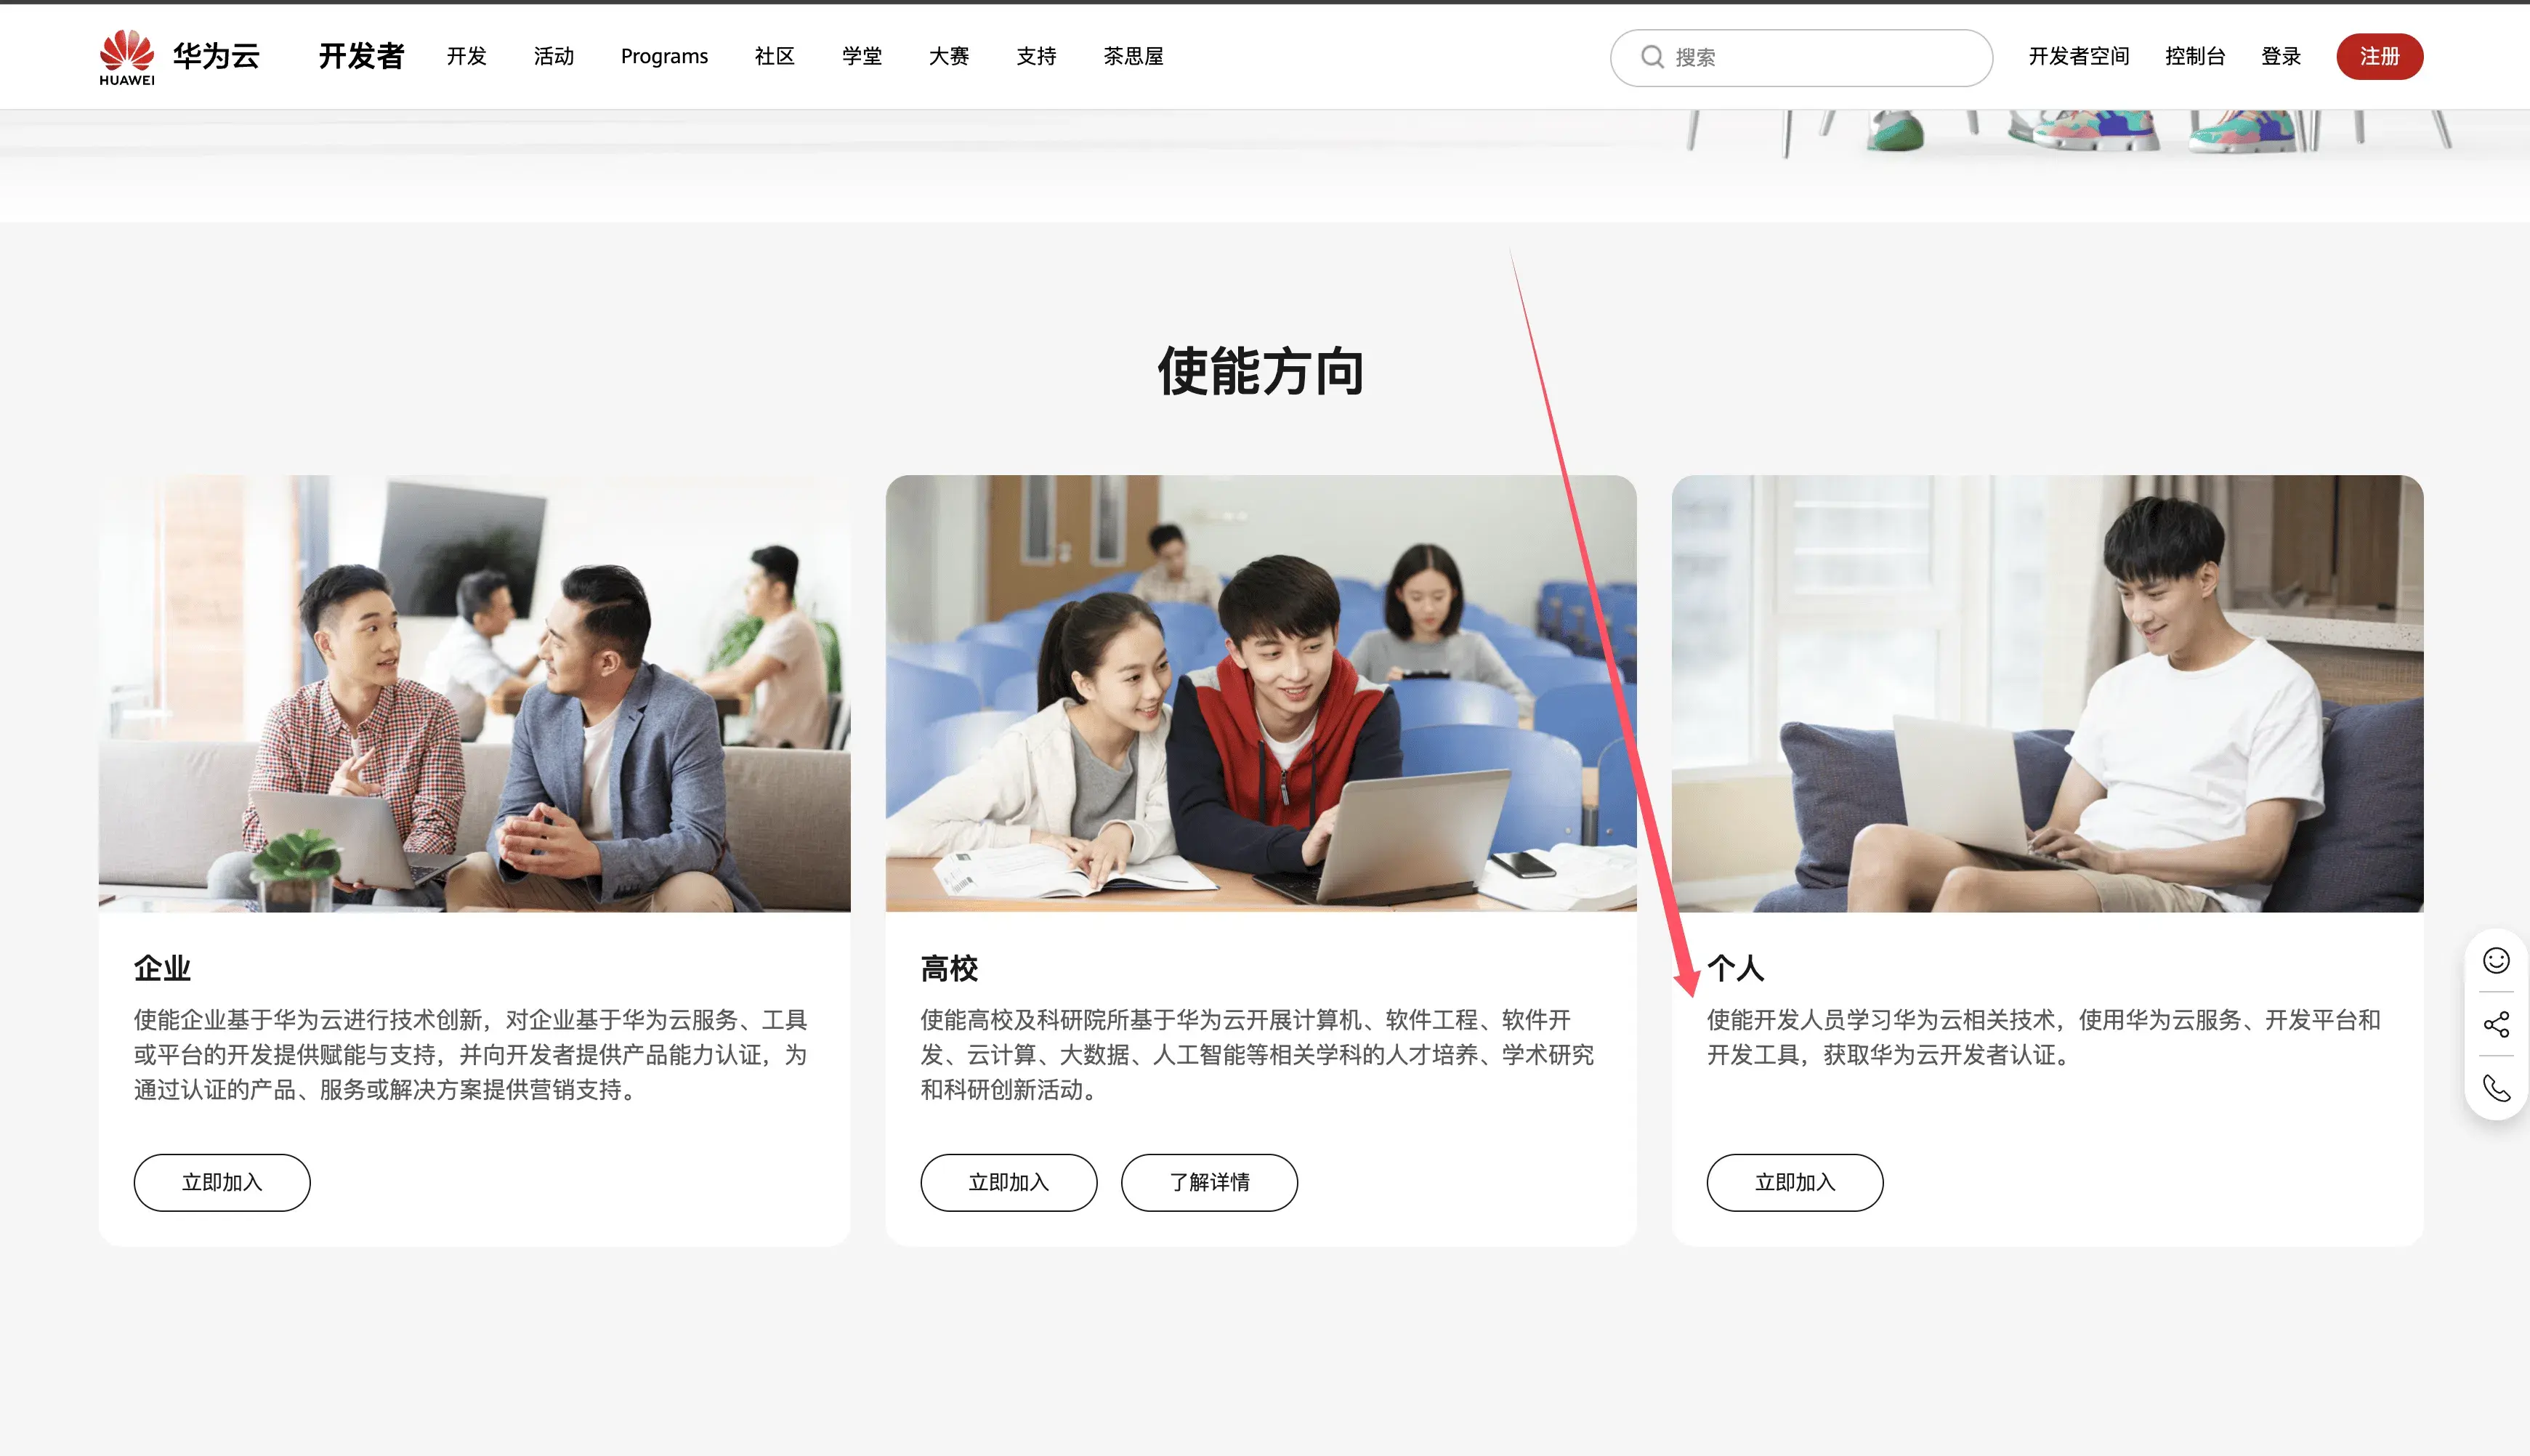 HUAWEI
华为云
开发者
开发
活动
Programs
社区
学堂
大赛
支持
茶思屋
搜索
开发者空间
控制台
登录
注册
使能方向
企业
使能企业基于华为云进行技术创新，对企业基于华为云服务、工具
或平台的开发提供赋能与支持，并向开发者提供产品能力认证，为
通过认证的产品、服务或解决方案提供营销支持。
立即加入
高校
使能高校及科研院所基于华为云开展计算机、软件工程、软件开
发、云计算、大数据、人工智能等相关学科的人才培养、学术研究
和科研创新活动。
立即加入
了解详情
个人
使能开发人员学习华为云相关技术，使用华为云服务、开发平台和
开发工具，获取华为云开发者认证。
立即加入